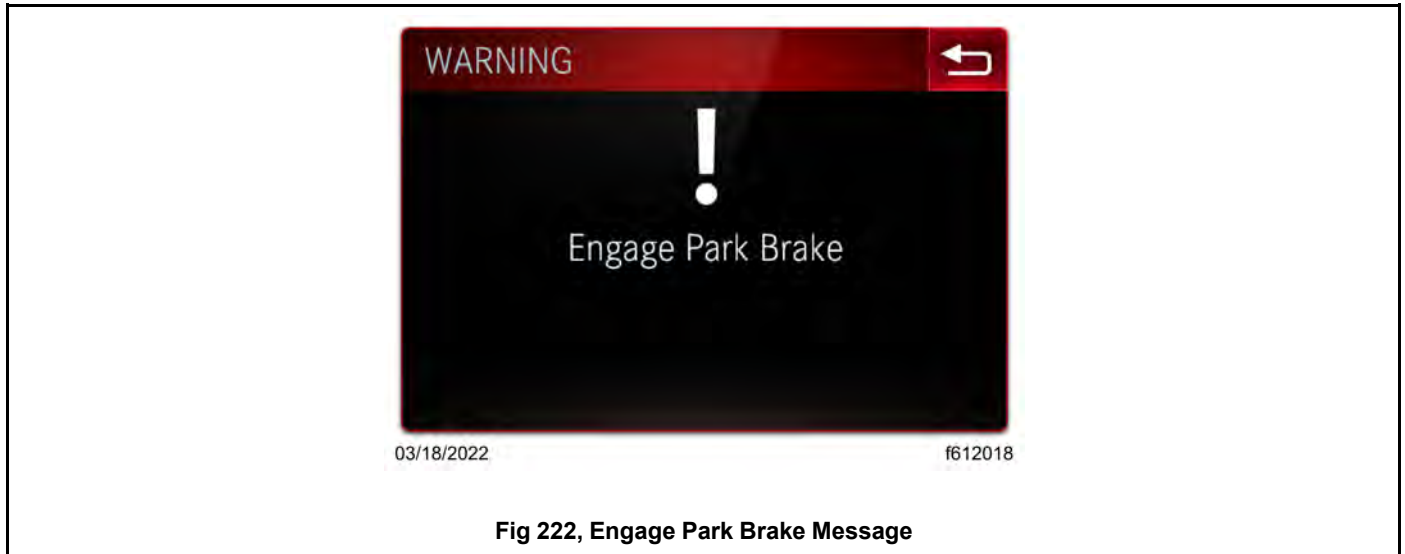 WARNING
!
Engage Park Brake
03/18/2022
f612018
Fig 222, Engage Park Brake Message